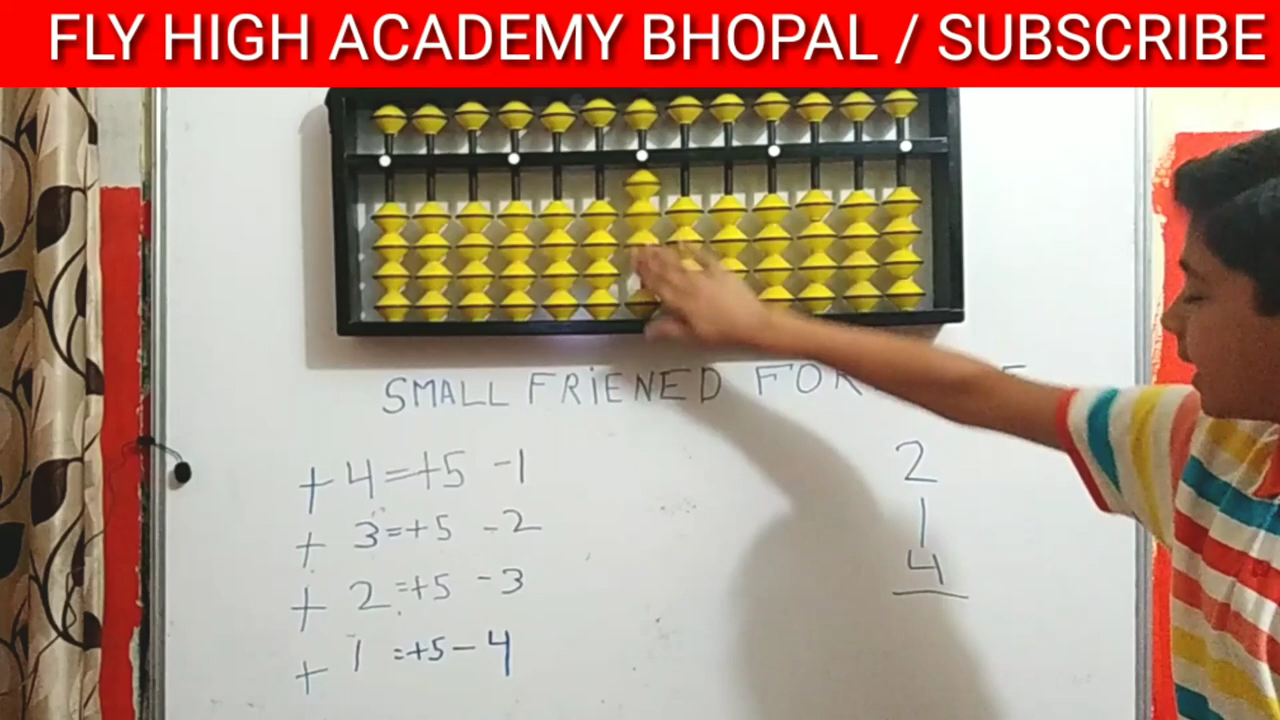 FLY HIGH ACADEMY BHOPAL / SUBSCRIBE
SMALL FRIENED
+ 4=+5 -1
+ 3=+5 -2
+ 2=+5 -3
+ 1=+5-4
2
1
4